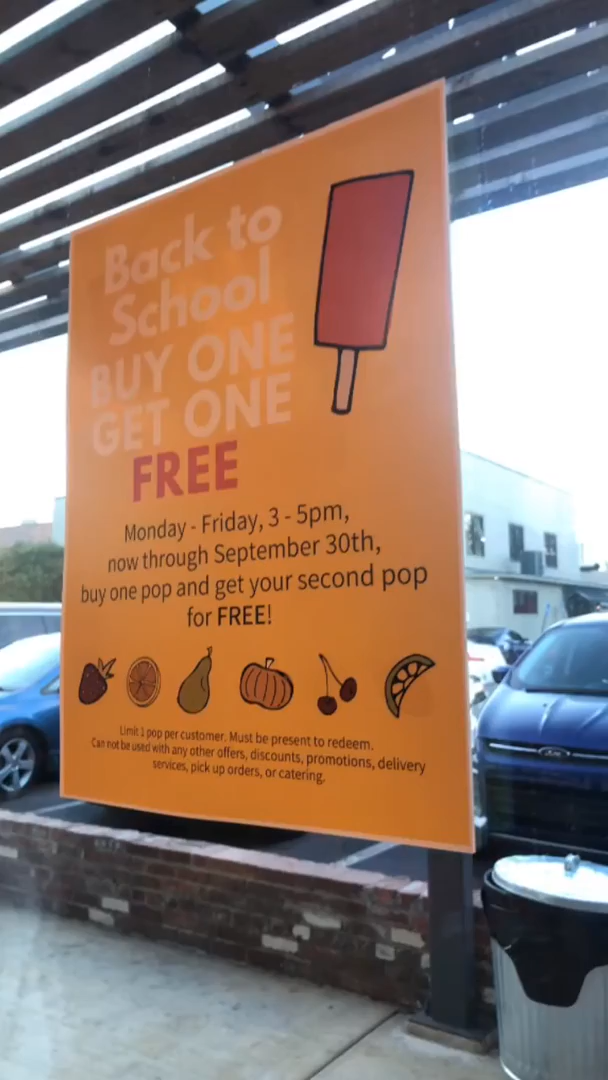 Back to
School
BUY ONE
GET ONE
FREE
Monday - Friday, 3 - 5pm,
now through September 30th,
buy one pop and get your second pop
for FREE!
Limit 1 pop per customer. Must be present to redeem.
Can not be used with any other offers, discounts, promotions, delivery
services, pick up orders, or catering.
Ford